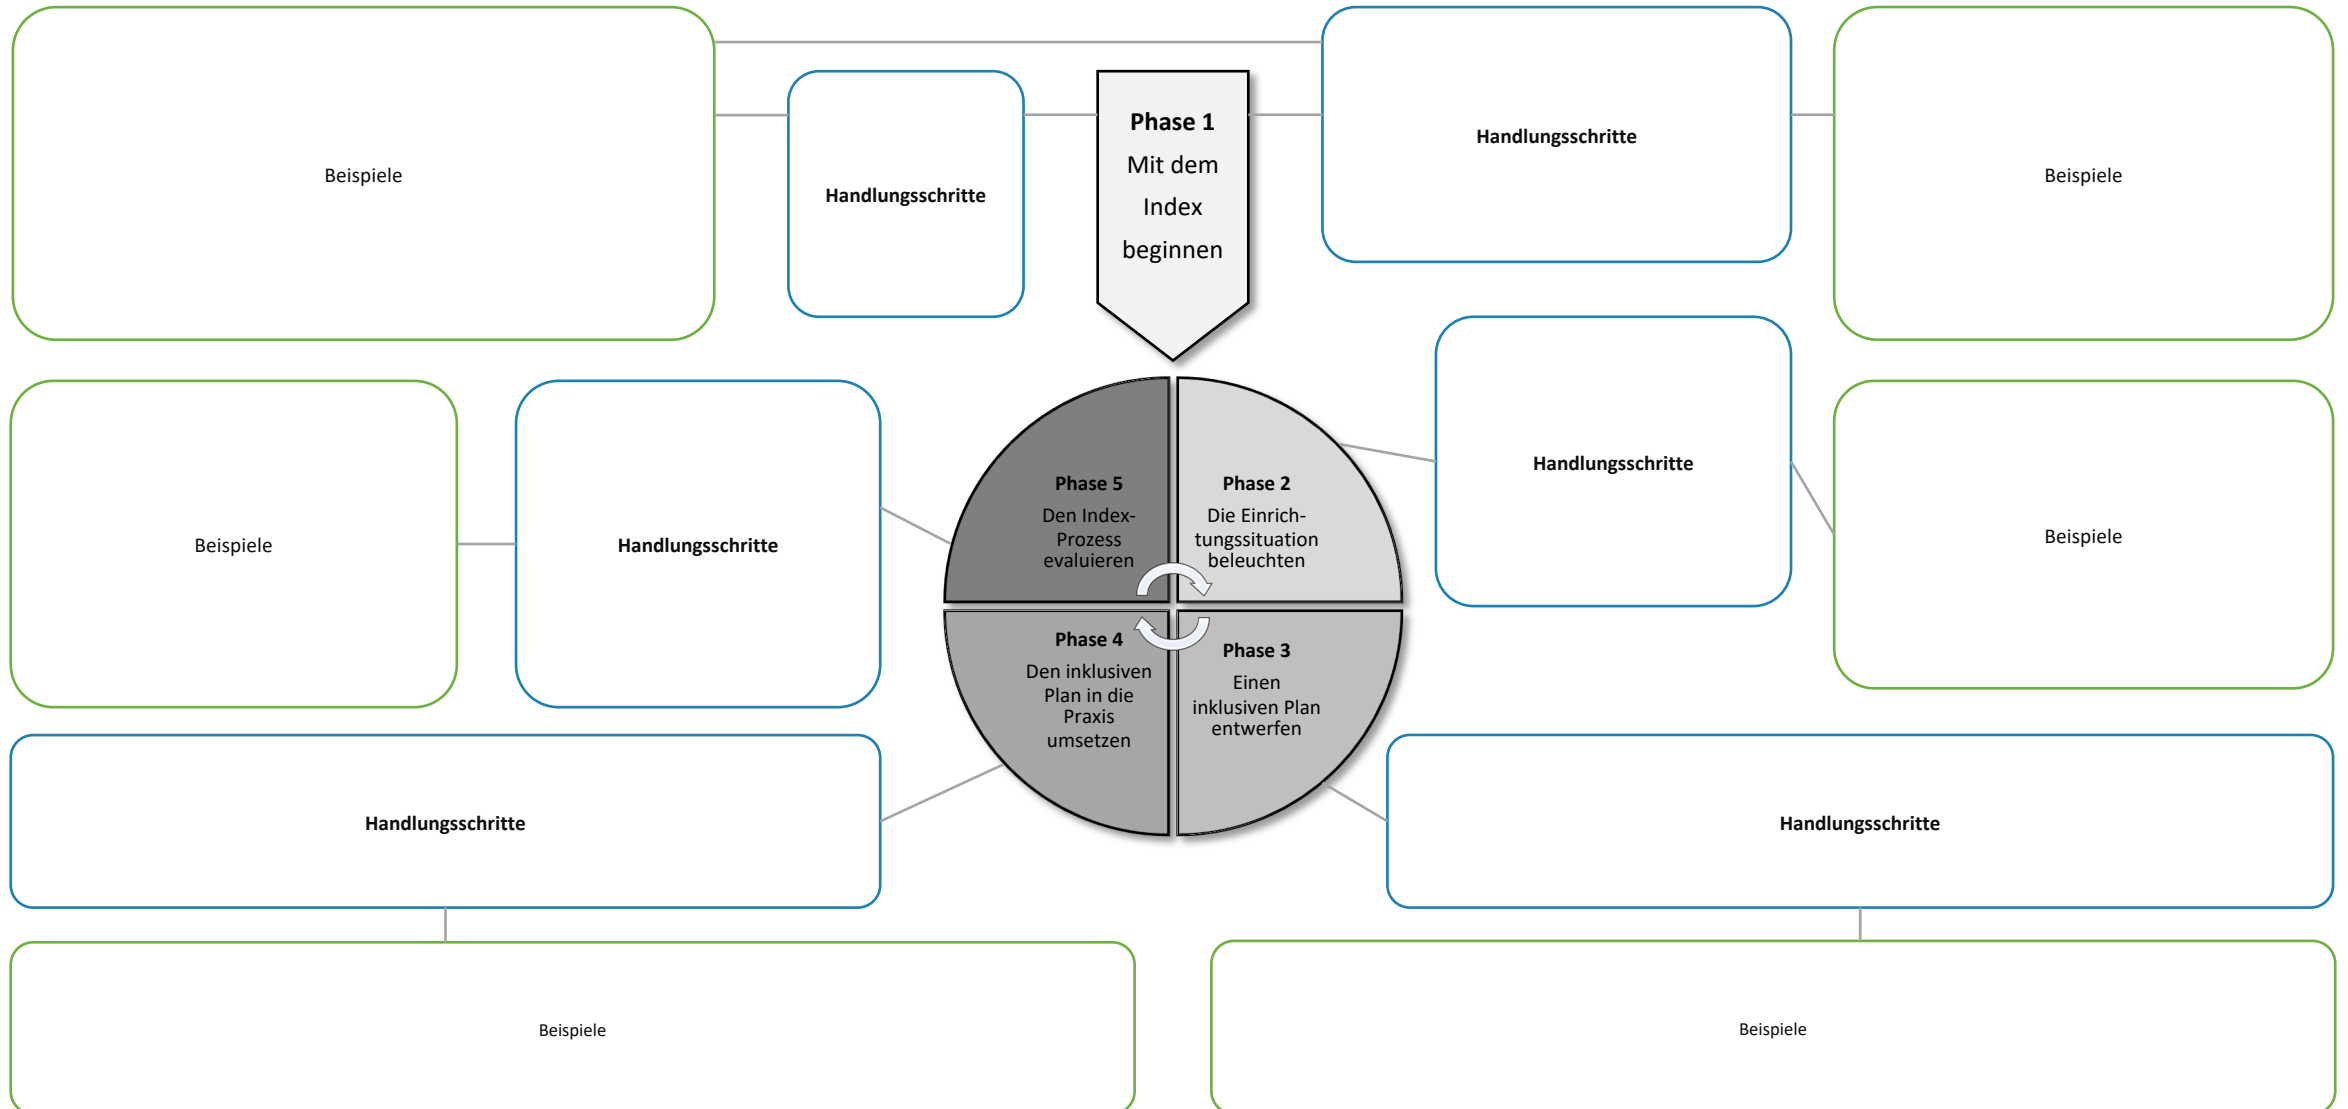 Beispiele
Handlungsschritte
Phase 1
Mit dem
Index
beginnen
Handlungsschritte
Beispiele
Beispiele
Handlungsschritte
Phase 5
Den Index-
Prozess
evaluieren
Phase 2
Die Einrich-
tungssituation
beleuchten
Handlungsschritte
Beispiele
Phase 4
Den inklusiven
Plan in die
Praxis
umsetzen
Phase 3
Einen
inklusiven Plan
entwerfen
Handlungsschritte
Handlungsschritte
Beispiele
Beispiele